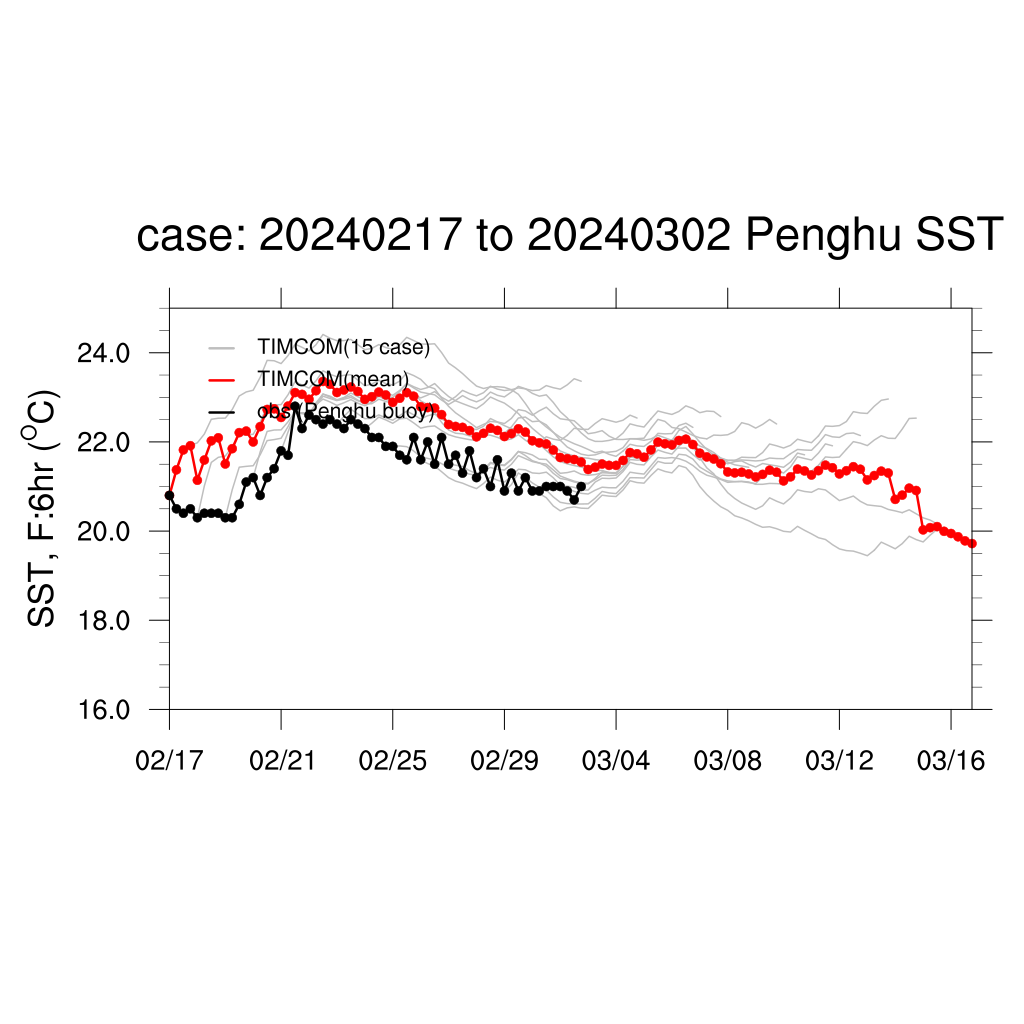 case: 20240217 to 20240302 Penghu SST
SST, F:6hr (°C)
24.0
22.0
20.0
18.0
16.0
TIMCOM(15 case)
TIMCOM(mean)
obs (Penghu buoy)
02/17 02/21 02/25 02/29 03/04 03/08 03/12 03/16